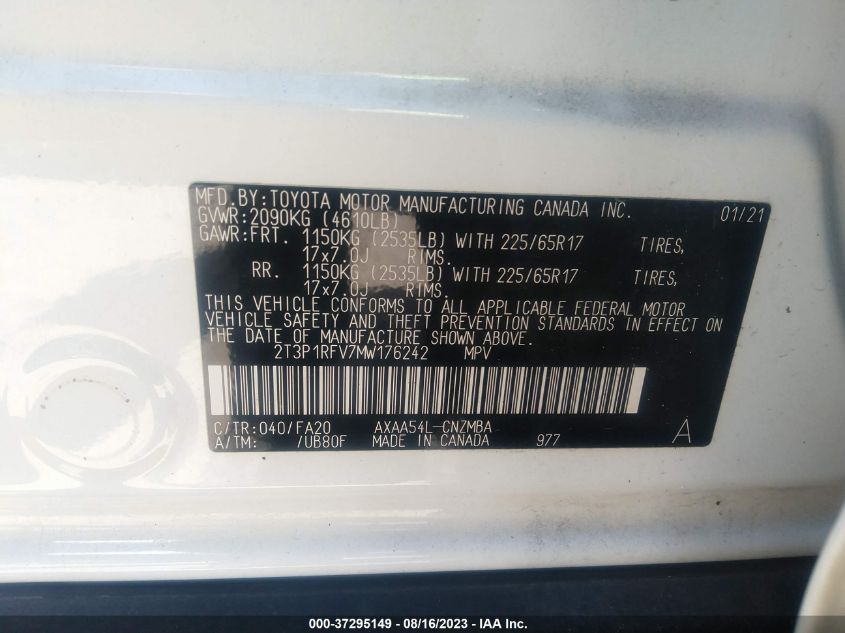 MFD.BY:TOYOTA MOTOR MANUFACTURING CANADA INC. 01/21
GVWR:2090KG (4610LB)
GAWR:FRT. 1150KG (2535LB) WITH 225/65R17 TIRES,
17x7.0J RIMS.
RR. 1150KG (2535LB) WITH 225/65R17 TIRES,
17x7.0J RIMS.
THIS VEHICLE CONFORMS TO ALL APPLICABLE FEDERAL MOTOR
VEHICLE SAFETY AND THEFT PREVENTION STANDARDS IN EFFECT ON
THE DATE OF MANUFACTURE SHOWN ABOVE.
2T3P1RFV7MW176242 MPV
C/TR:040/FA20 AXAA54L-CNZMBA
A/TM: /UB80F MADE IN CANADA 977 A
000-37295149 - 08/16/2023 - IAA Inc.